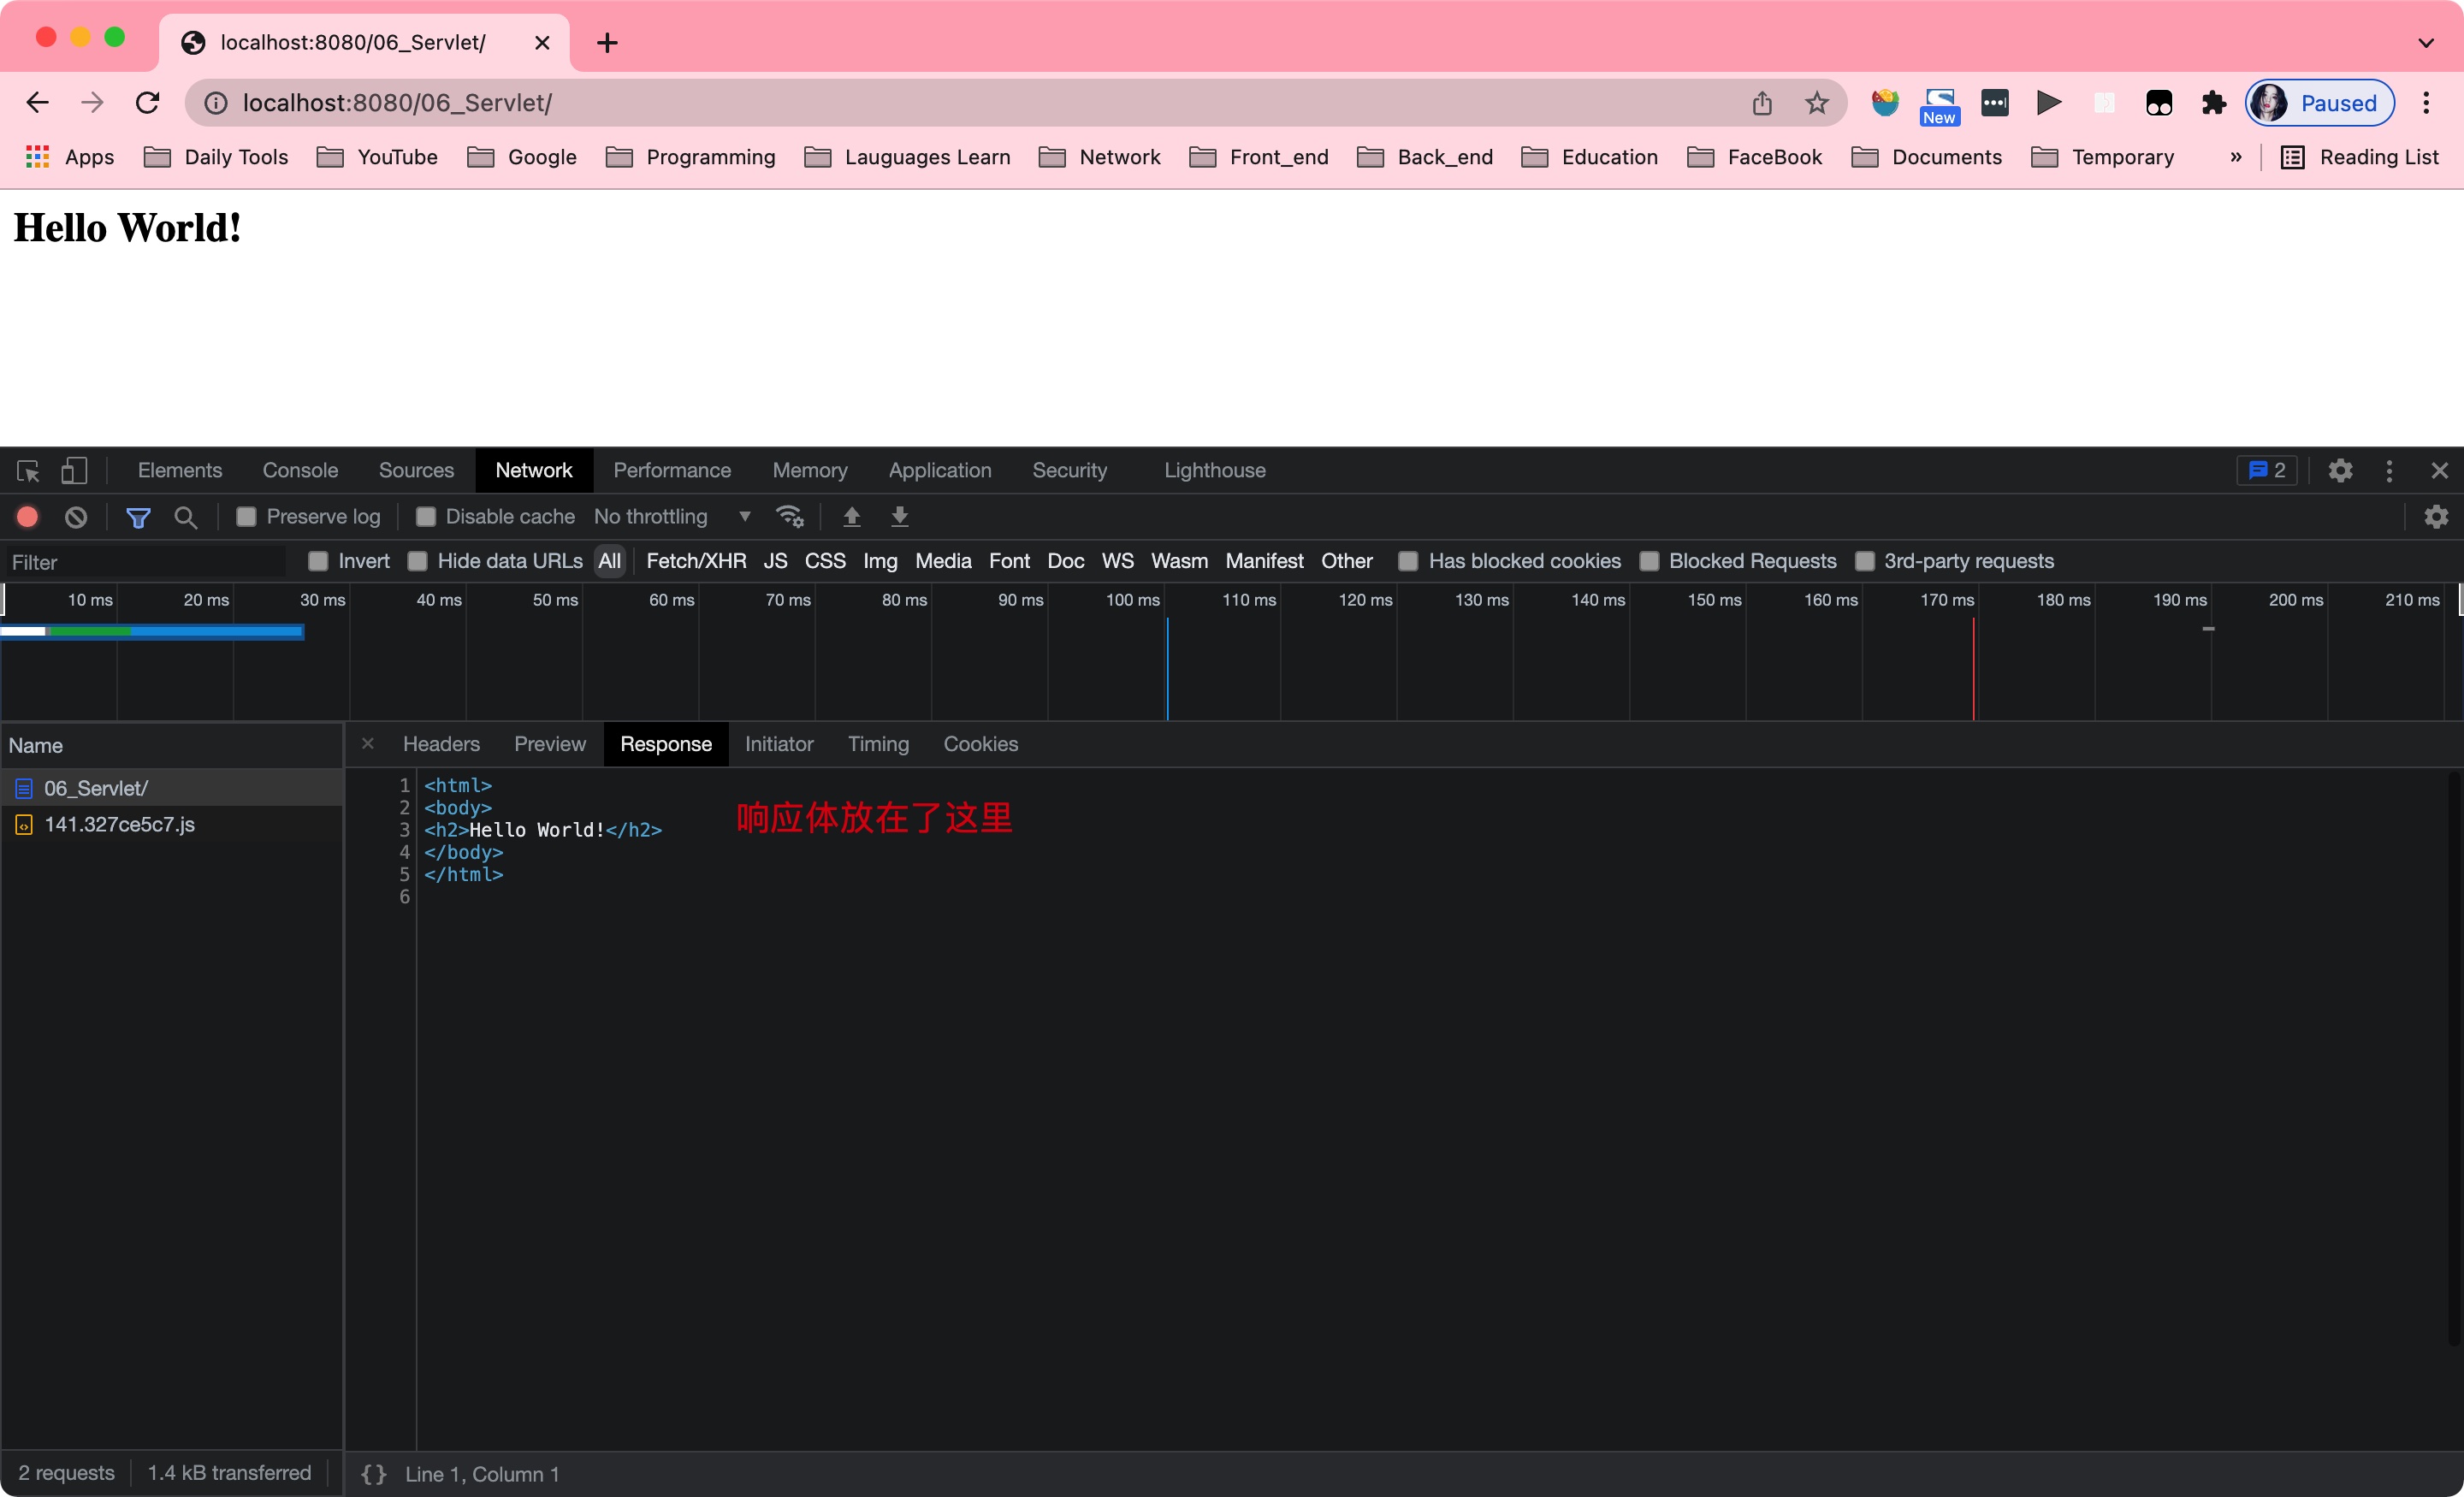 localhost:8080/06_Servlet/
localhost:8080/06_Servlet/
New
Paused
Apps Daily Tools YouTube Google Programming Lauguages Learn Network Front_end Back_end Education FaceBook Documents Temporary » Reading List
Hello World!
Elements Console Sources Network Performance Memory Application Security Lighthouse 2
Preserve log Disable cache No throttling
Filter Invert Hide data URLs All Fetch/XHR JS CSS Img Media Font Doc WS Wasm Manifest Other Has blocked cookies Blocked Requests 3rd-party requests
10 ms 20 ms 30 ms 40 ms 50 ms 60 ms 70 ms 80 ms 90 ms 100 ms 110 ms 120 ms 130 ms 140 ms 150 ms 160 ms 170 ms 180 ms 190 ms 200 ms 210 ms
Name
06_Servlet/
141.327ce5c7.js
Headers Preview Response Initiator Timing Cookies
1 <html>
2 <body>
3 <h2>Hello World!</h2>
响应体放在了这里
4 </body>
5 </html>
6
2 requests 1.4 kB transferred
{} Line 1, Column 1